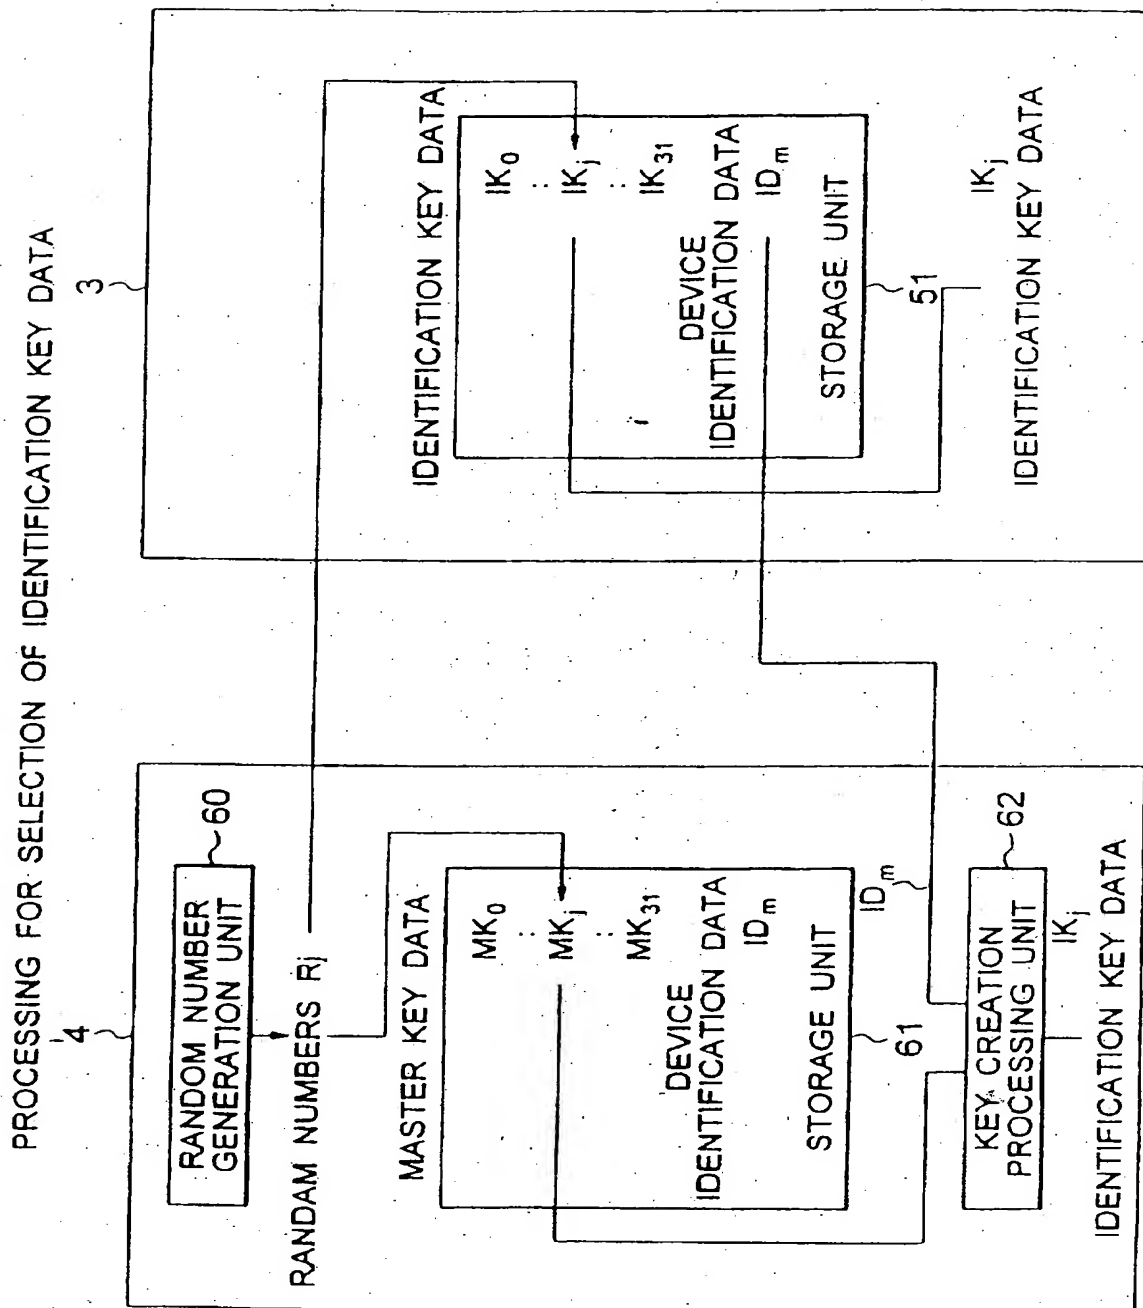 PROCESSING FOR SELECTION OF IDENTIFICATION KEY DATA
4
RANDOM NUMBER
GENERATION UNIT
60
RANDAM NUMBERS Rj
MASTER KEY DATA
MK0
:
MKj
:
MK31
DEVICE
IDENTIFICATION DATA
IDm
STORAGE UNIT
61
IDm
KEY CREATION
PROCESSING UNIT
62
IKj
IDENTIFICATION KEY DATA
3
IDENTIFICATION KEY DATA
IK0
:
IKj
:
IK31
DEVICE
IDENTIFICATION DATA
IDm
STORAGE UNIT
51
IKj
IDENTIFICATION KEY DATA